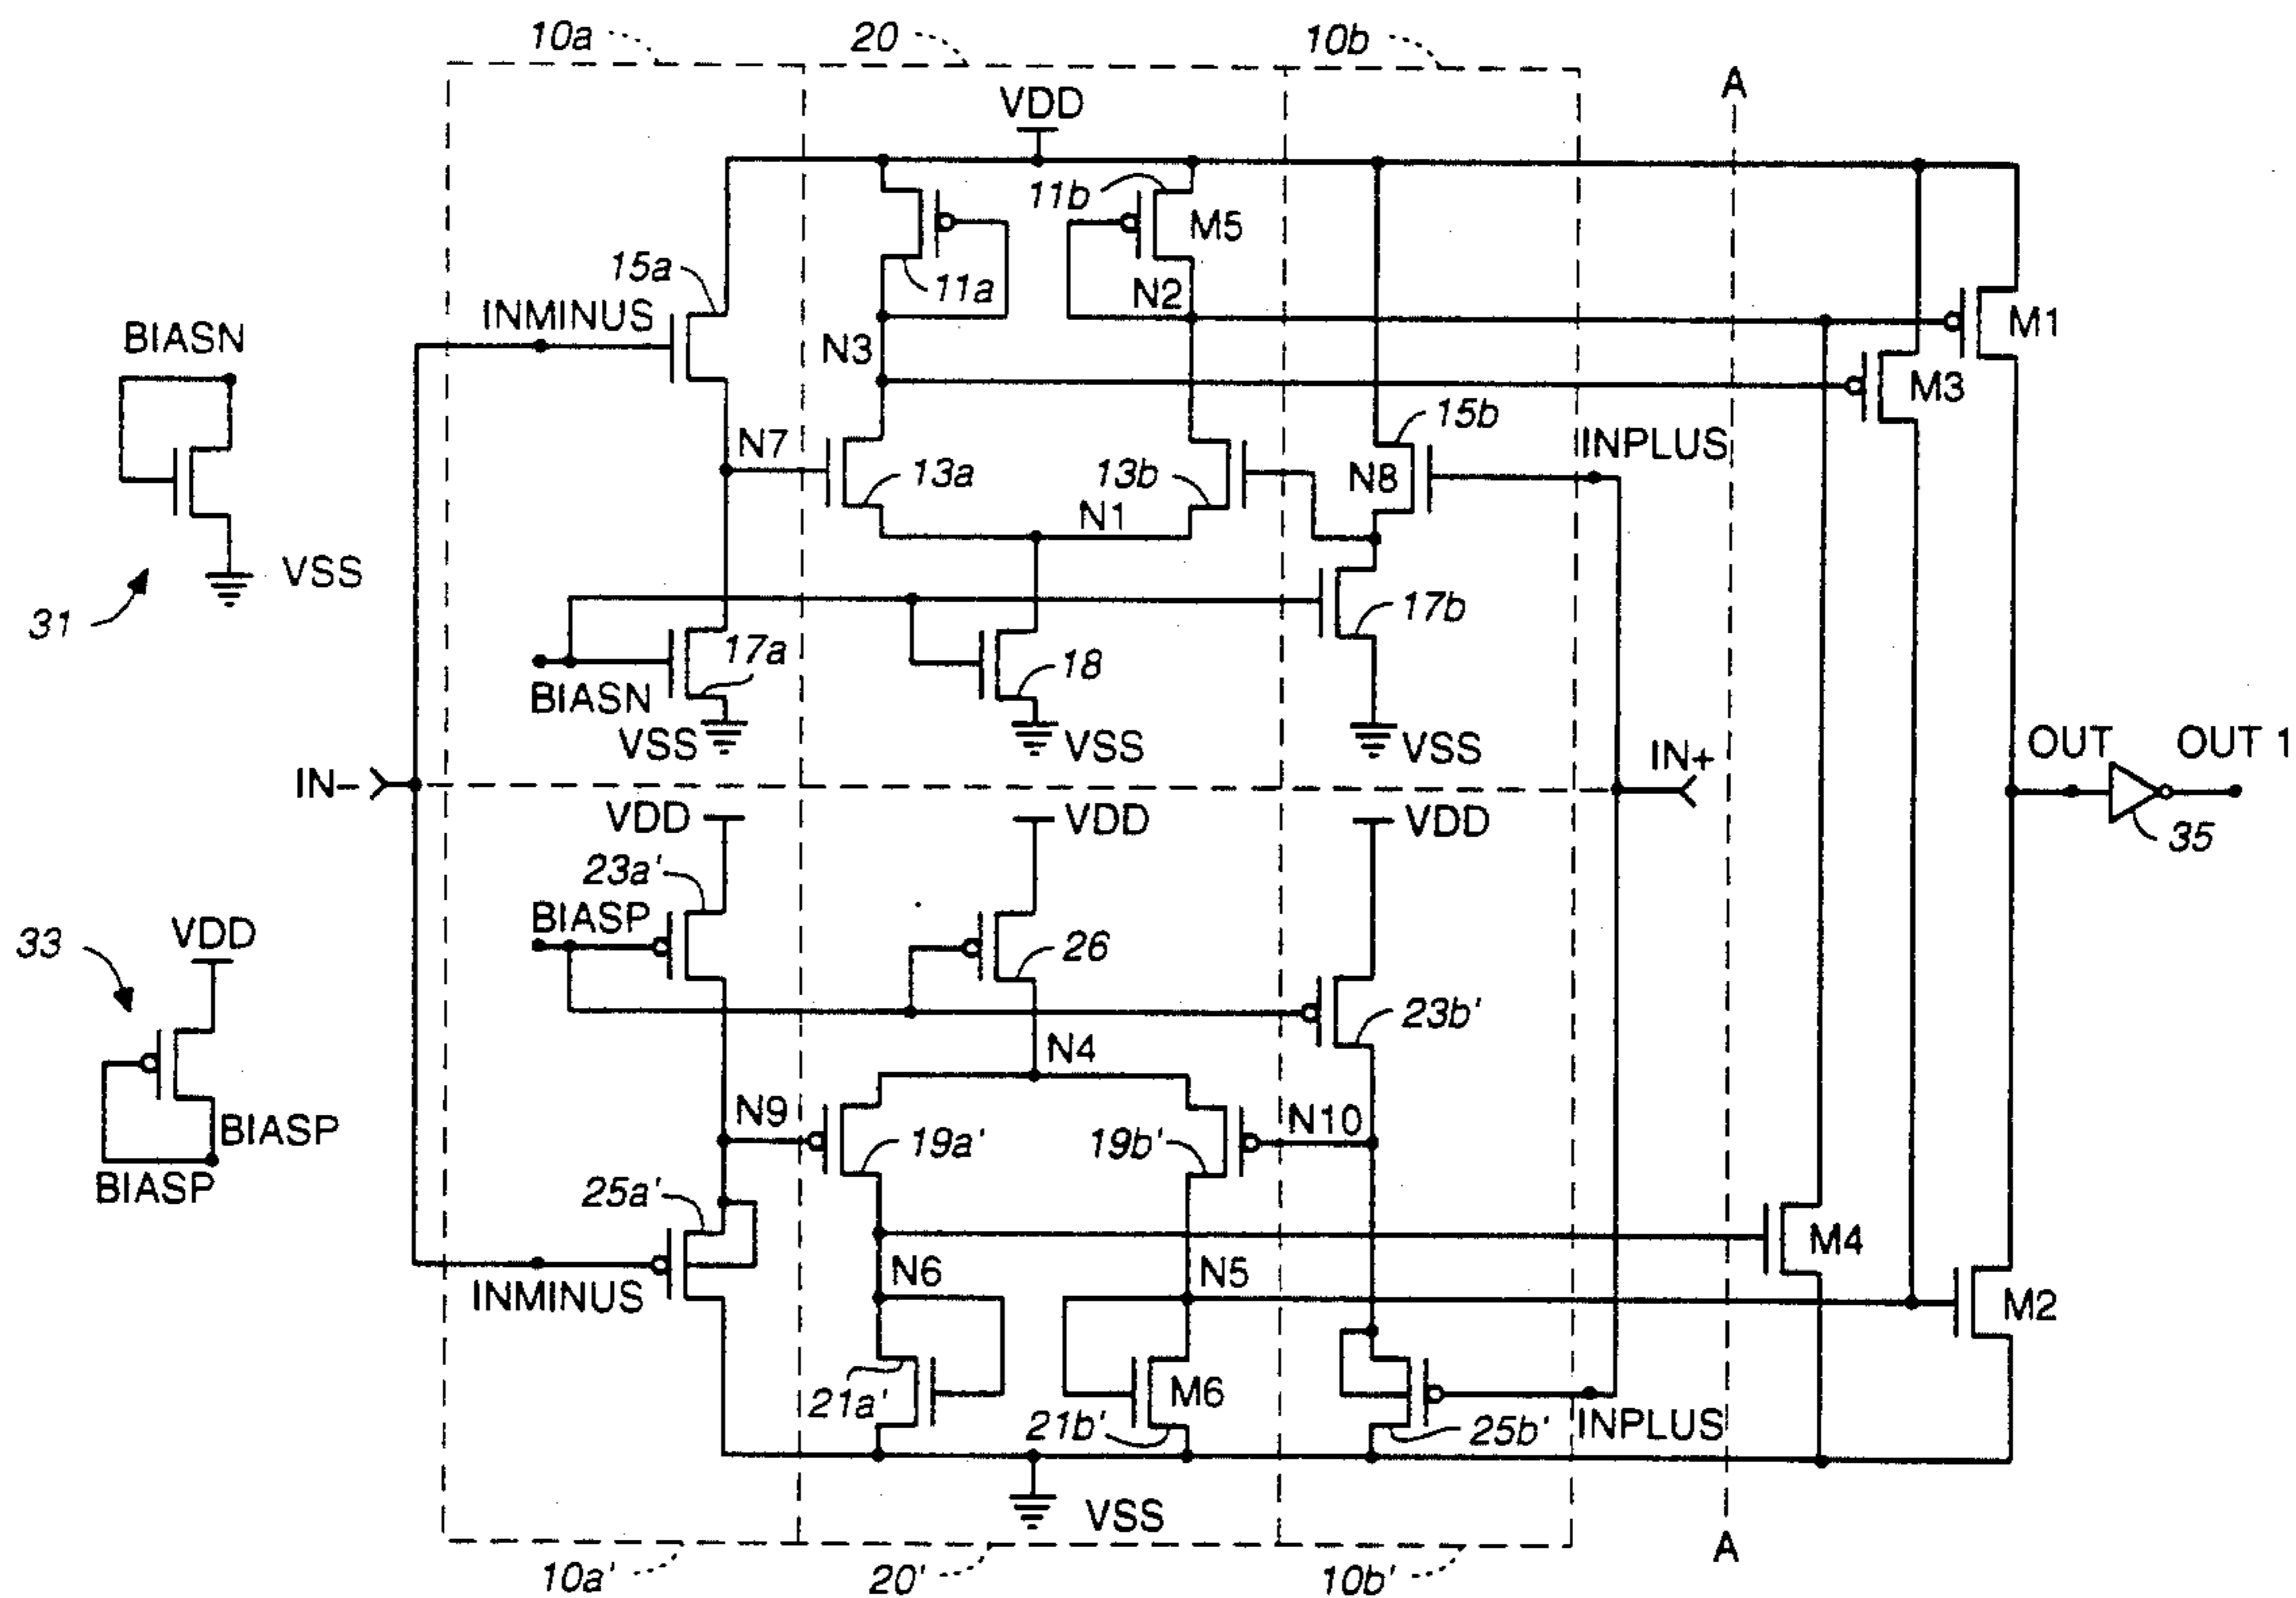 10a
20
10b
A
VDD
11b
M5
15a
11a
N2
INMINUS
M1
BIASN
N3
M3
15b
INPLUS
N7
13a
13b
N8
N1
VSS
31
17b
17a
18
BIASN
VSS
VSS
VSS
OUT
OUT 1
IN-
IN+
VDD
VDD
VDD
35
23a'
BIASP
33
VDD
26
23b'
N4
N9
N10
BIASP
19a'
19b'
BIASP
25a'
M4
N6
N5
INMINUS
M2
21a'
M6
21b'
25b'
INPLUS
VSS
A
10a'
20'
10b'